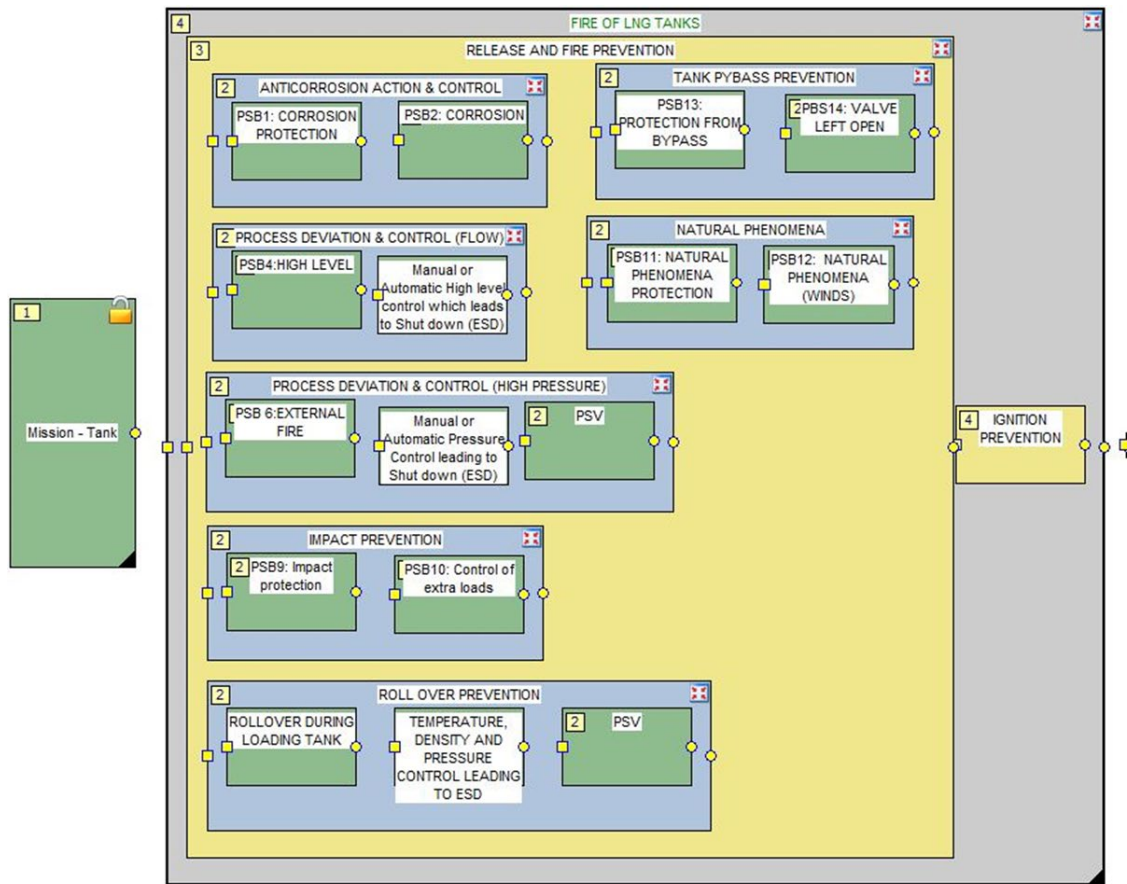 4
FIRE OF LNG TANKS
3
RELEASE AND FIRE PREVENTION
2
ANTICORROSION ACTION & CONTROL
PSB1: CORROSION
PROTECTION
PSB2: CORROSION
2
TANK PYBASS PREVENTION
PSB13:
PROTECTION FROM
BYPASS
2
PBS14: VALVE
LEFT OPEN
2
PROCESS DEVIATION & CONTROL (FLOW)
PSB4:HIGH LEVEL
Manual or
Automatic High level
control which leads
to Shut down (ESD)
2
NATURAL PHENOMENA
PSB11: NATURAL
PHENOMENA
PROTECTION
PSB12: NATURAL
PHENOMENA
(WINDS)
1
Mission - Tank
2
PROCESS DEVIATION & CONTROL (HIGH PRESSURE)
PSB 6:EXTERNAL
FIRE
Manual or
Automatic Pressure
Control leading to
Shut down (ESD)
2
PSV
4
IGNITION
PREVENTION
2
IMPACT PREVENTION
2
PSB9: Impact
protection
PSB10: Control of
extra loads
2
ROLL OVER PREVENTION
ROLLOVER DURING
LOADING TANK
TEMPERATURE,
DENSITY AND
PRESSURE
CONTROL LEADING
TO ESD
2
PSV